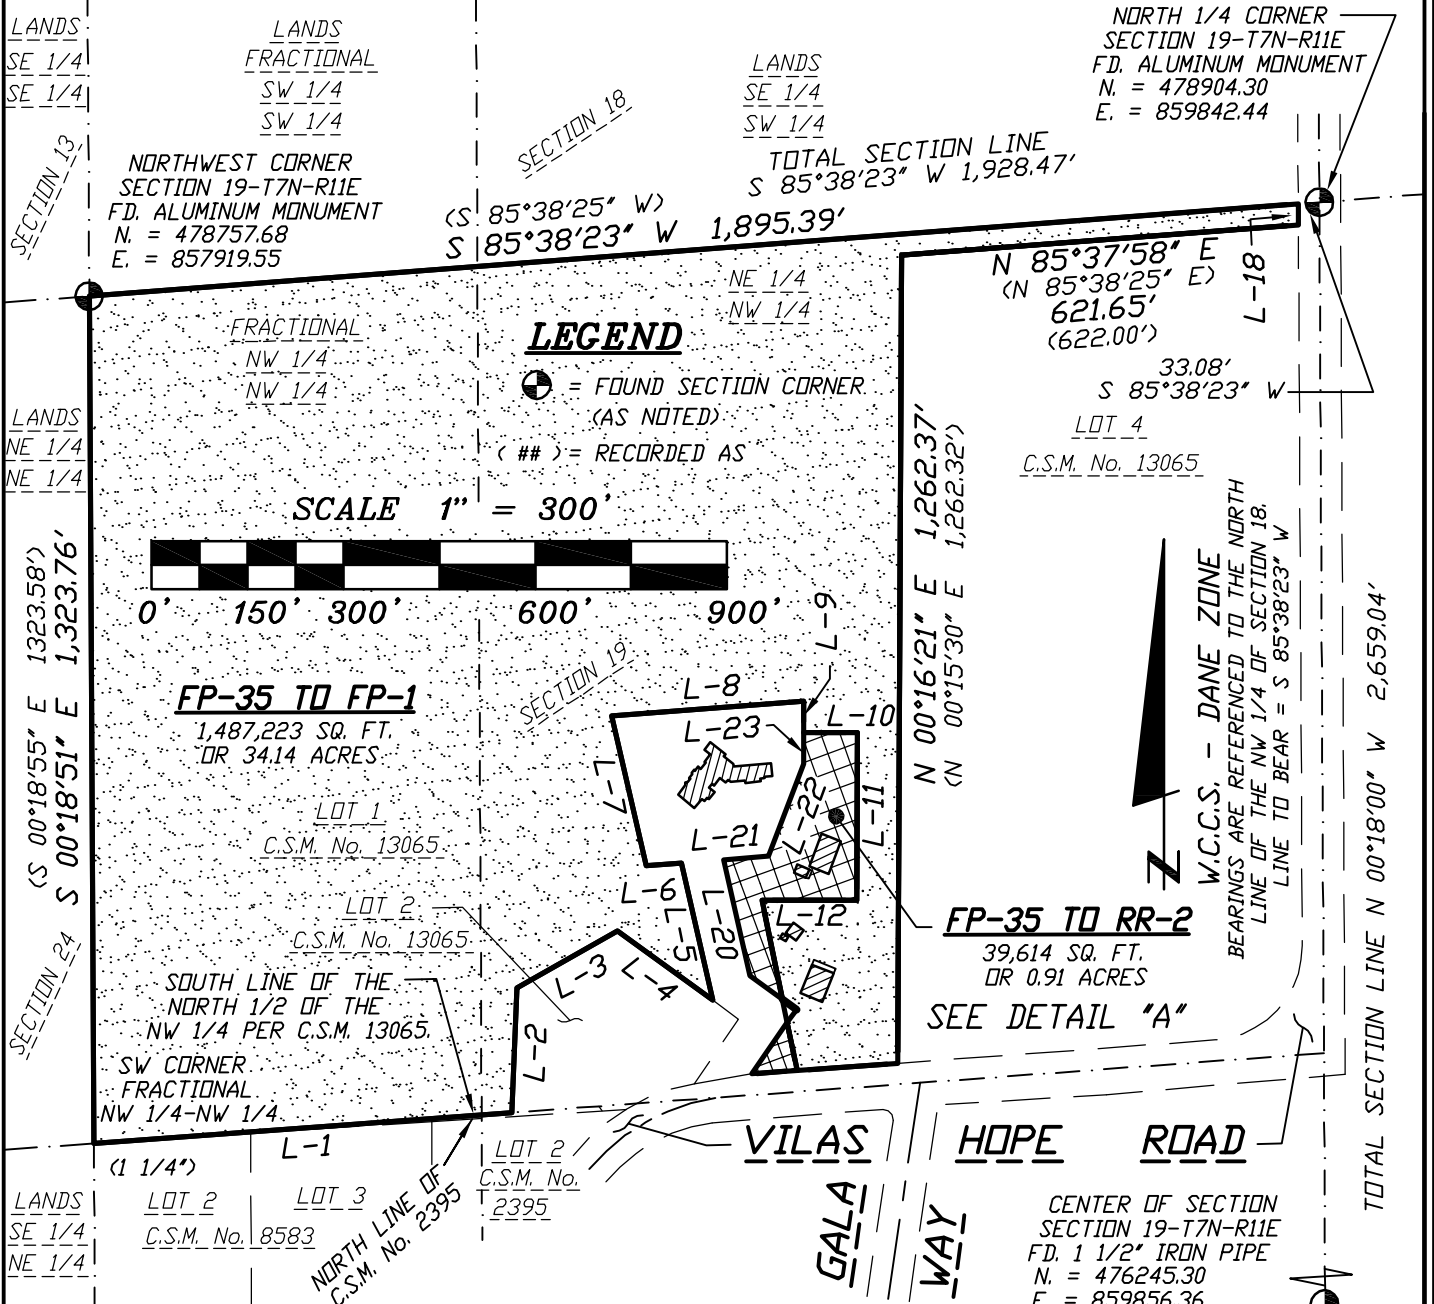 LANDS
SE 1/4
SE 1/4
LANDS
FRACTIONAL
SW 1/4
SW 1/4
SECTION 18
LANDS
SE 1/4
SW 1/4
NORTH 1/4 CORNER
SECTION 19-T7N-R11E
FD. ALUMINUM MONUMENT
N. = 478904.30
E. = 859842.44
SECTION 13
NORTHWEST CORNER
SECTION 19-T7N-R11E
FD. ALUMINUM MONUMENT
N. = 478757.68
E. = 857919.55
TOTAL SECTION LINE
S 85°38'23" W 1,928.47'
(S 85°38'25" W)
S 85°38'23" W 1,895.39'
N 85°37'58" E
(N 85°38'25" E)
621.65'
(622.00')
L-18
33.08'
S 85°38'23" W
NE 1/4
NW 1/4
FRACTIONAL
NW 1/4
NW 1/4
LEGEND
= FOUND SECTION CORNER
(AS NOTED)
( ## ) = RECORDED AS
LANDS
NE 1/4
NE 1/4
LOT 4
C.S.M. No. 13065
SCALE 1" = 300'
0' 150' 300' 600' 900'
(S 00°18'55" E 1323.58')
S 00°18'51" E 1,323.76'
N 00°16'21" E 1,262.37'
(N 00°15'30" E 1,262.32')
W.C.C.S. - DANE ZONE
BEARINGS ARE REFERENCED TO THE NORTH
LINE OF THE NW 1/4 OF SECTION 18.
LINE TO BEAR = S 85°38'23" W
N
TOTAL SECTION LINE N 00°18'00" W 2,659.04'
SECTION 19
FP-35 TO FP-1
1,487,223 SQ. FT.
OR 34.14 ACRES
L-8
L-9
L-10
L-23
L-7
L-11
L-22
L-21
L-6
L-5
L-20
L-12
LOT 1
C.S.M. No. 13065
LOT 2
C.S.M. No. 13065
FP-35 TO RR-2
39,614 SQ. FT.
OR 0.91 ACRES
SEE DETAIL "A"
SECTION 24
SOUTH LINE OF THE
NORTH 1/2 OF THE
NW 1/4 PER C.S.M. 13065
L-3
L-4
L-2
SW CORNER
FRACTIONAL
NW 1/4-NW 1/4
L-1
(1 1/4")
VILAS HOPE ROAD
GALA WAY
LANDS
SE 1/4
NE 1/4
LOT 2
LOT 3
C.S.M. No. 8583
NORTH LINE OF
C.S.M. No. 2395
LOT 2
C.S.M. No.
2395
CENTER OF SECTION
SECTION 19-T7N-R11E
FD. 1 1/2" IRON PIPE
N. = 476245.30
E. = 859856.36